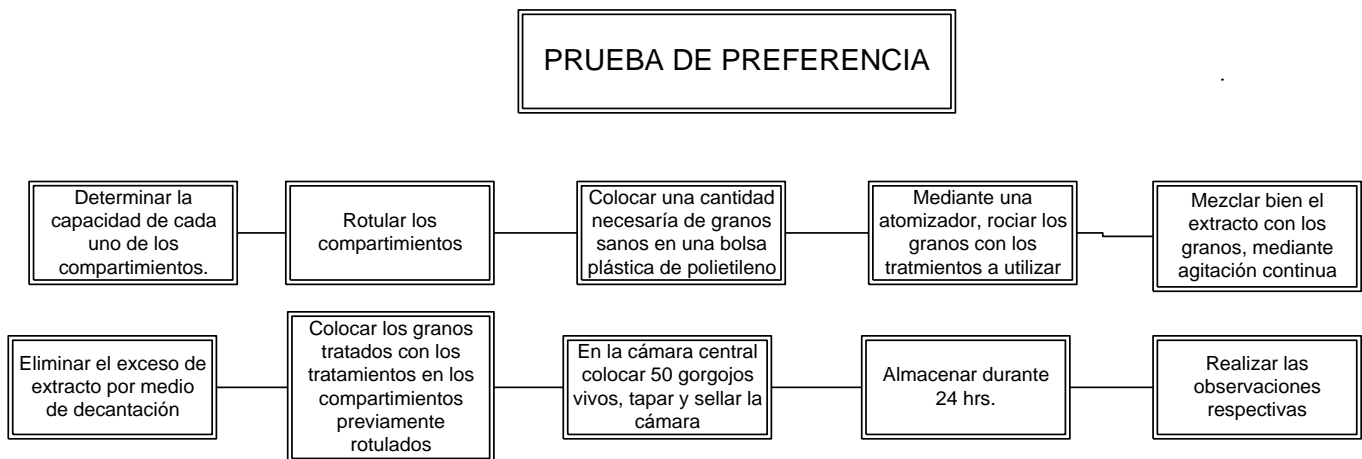 PRUEBA DE PREFERENCIA
Determinar la
capacidad de cada
uno de los
compartimientos.
Rotular los
compartimientos
Colocar una cantidad
necesaría de granos
sanos en una bolsa
plástica de polietileno
Mediante una
atomizador, rociar los
granos con los
tratmientos a utilizar
Mezclar bien el
extracto con los
granos, mediante
agitación continua
Eliminar el exceso de
extracto por medio
de decantación
Colocar los granos
tratados con los
tratamientos en los
compartimientos
previamente
rotulados
En la cámara central
colocar 50 gorgojos
vivos, tapar y sellar la
cámara
Almacenar durante
24 hrs.
Realizar las
observaciones
respectivas